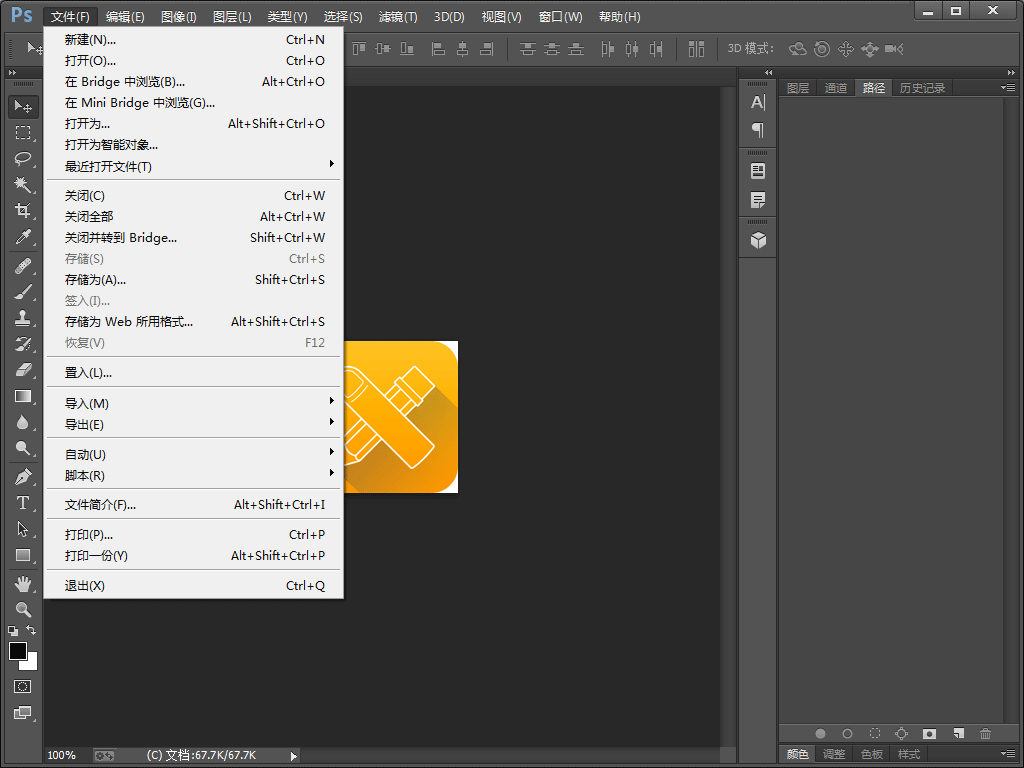 Ps 文件(F) 编辑(E) 图像(I) 图层(L) 类型(Y) 选择(S) 滤镜(T) 3D(D) 视图(V) 窗口(W) 帮助(H)
3D 模式:
新建(N)... Ctrl+N
打开(O)... Ctrl+O
在 Bridge 中浏览(B)... Alt+Ctrl+O
在 Mini Bridge 中浏览(G)...
打开为... Alt+Shift+Ctrl+O
打开为智能对象...
最近打开文件(T)
关闭(C) Ctrl+W
关闭全部 Alt+Ctrl+W
关闭并转到 Bridge... Shift+Ctrl+W
存储(S) Ctrl+S
存储为(A)... Shift+Ctrl+S
签入(I)...
存储为 Web 所用格式... Alt+Shift+Ctrl+S
恢复(V) F12
置入(L)...
导入(M)
导出(E)
自动(U)
脚本(R)
文件简介(F)... Alt+Shift+Ctrl+I
打印(P)... Ctrl+P
打印一份(Y) Alt+Shift+Ctrl+P
退出(X) Ctrl+Q
图层 通道 路径 历史记录
100% (C) 文档:67.7K/67.7K
颜色 调整 色板 样式